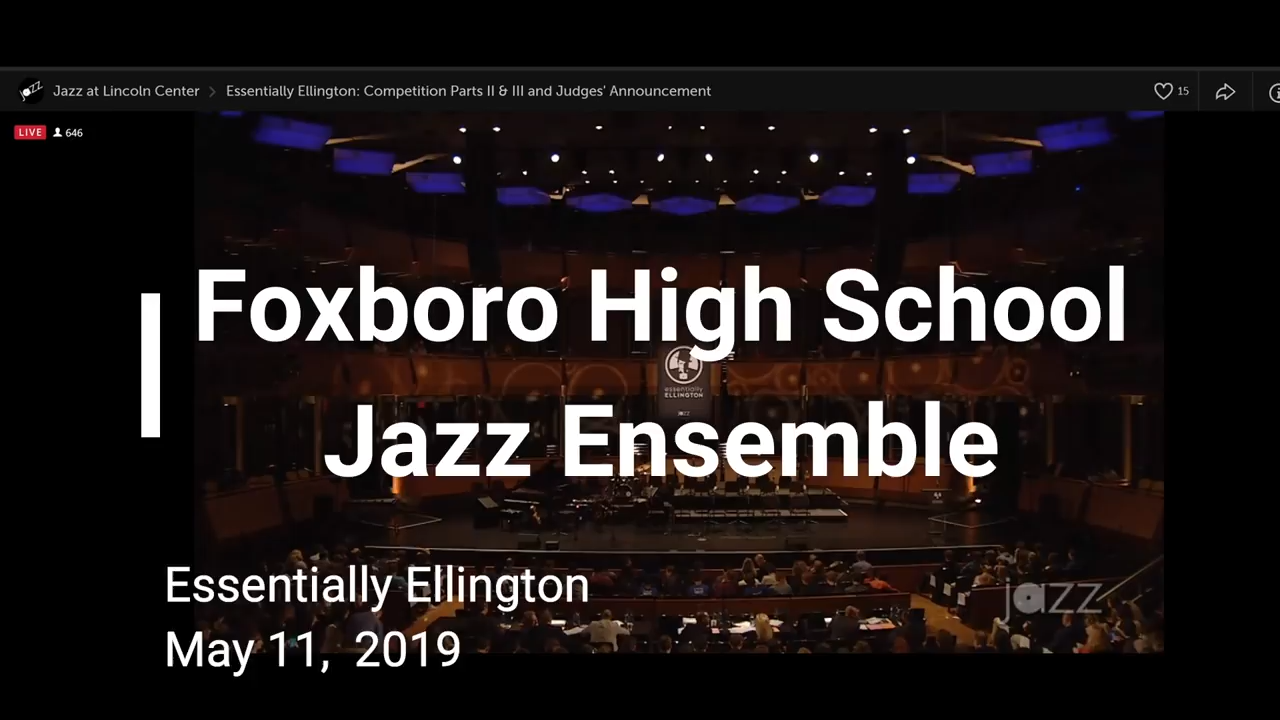 Jazz at Lincoln Center > Essentially Ellington: Competition Parts II & III and Judges' Announcement
15
LIVE 646
Foxboro High School
essentially
ELLINGTON
Jazz Ensemble
Essentially Ellington
May 11, 2019
jazz